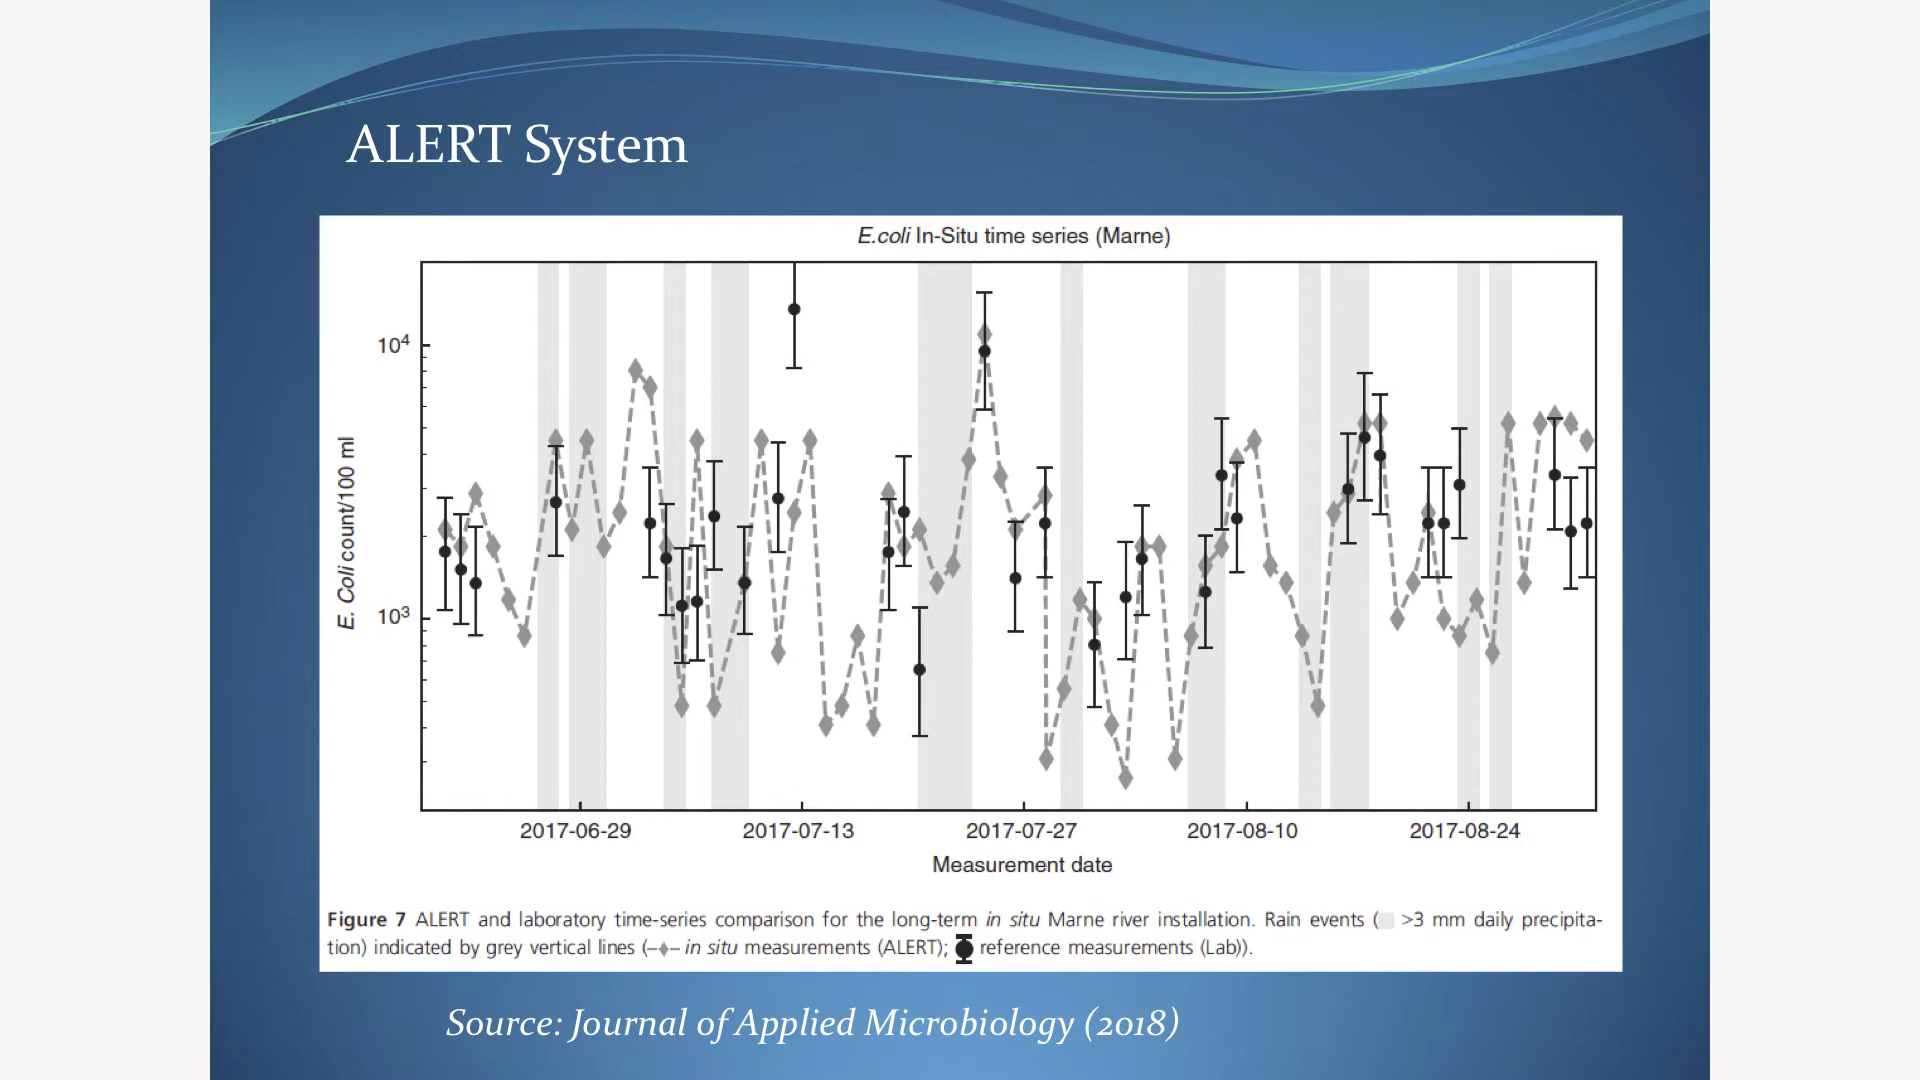 ALERT System
E.coli In-Situ time series (Marne)
E. Coli count/100 ml
10⁴
10³
2017-06-29 2017-07-13 2017-07-27 2017-08-10 2017-08-24
Measurement date
Figure 7 ALERT and laboratory time-series comparison for the long-term in situ Marne river installation. Rain events ( >3 mm daily precipita-
tion) indicated by grey vertical lines (–◆– in situ measurements (ALERT); reference measurements (Lab)).
Source: Journal of Applied Microbiology (2018)